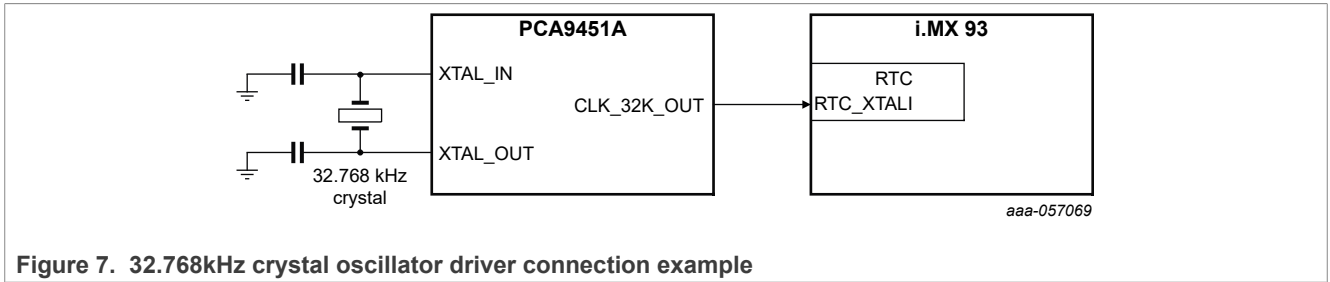 PCA9451A
i.MX 93
XTAL_IN
RTC
CLK_32K_OUT
RTC_XTALI
XTAL_OUT
32.768 kHz
crystal
aaa-057069
Figure 7. 32.768kHz crystal oscillator driver connection example